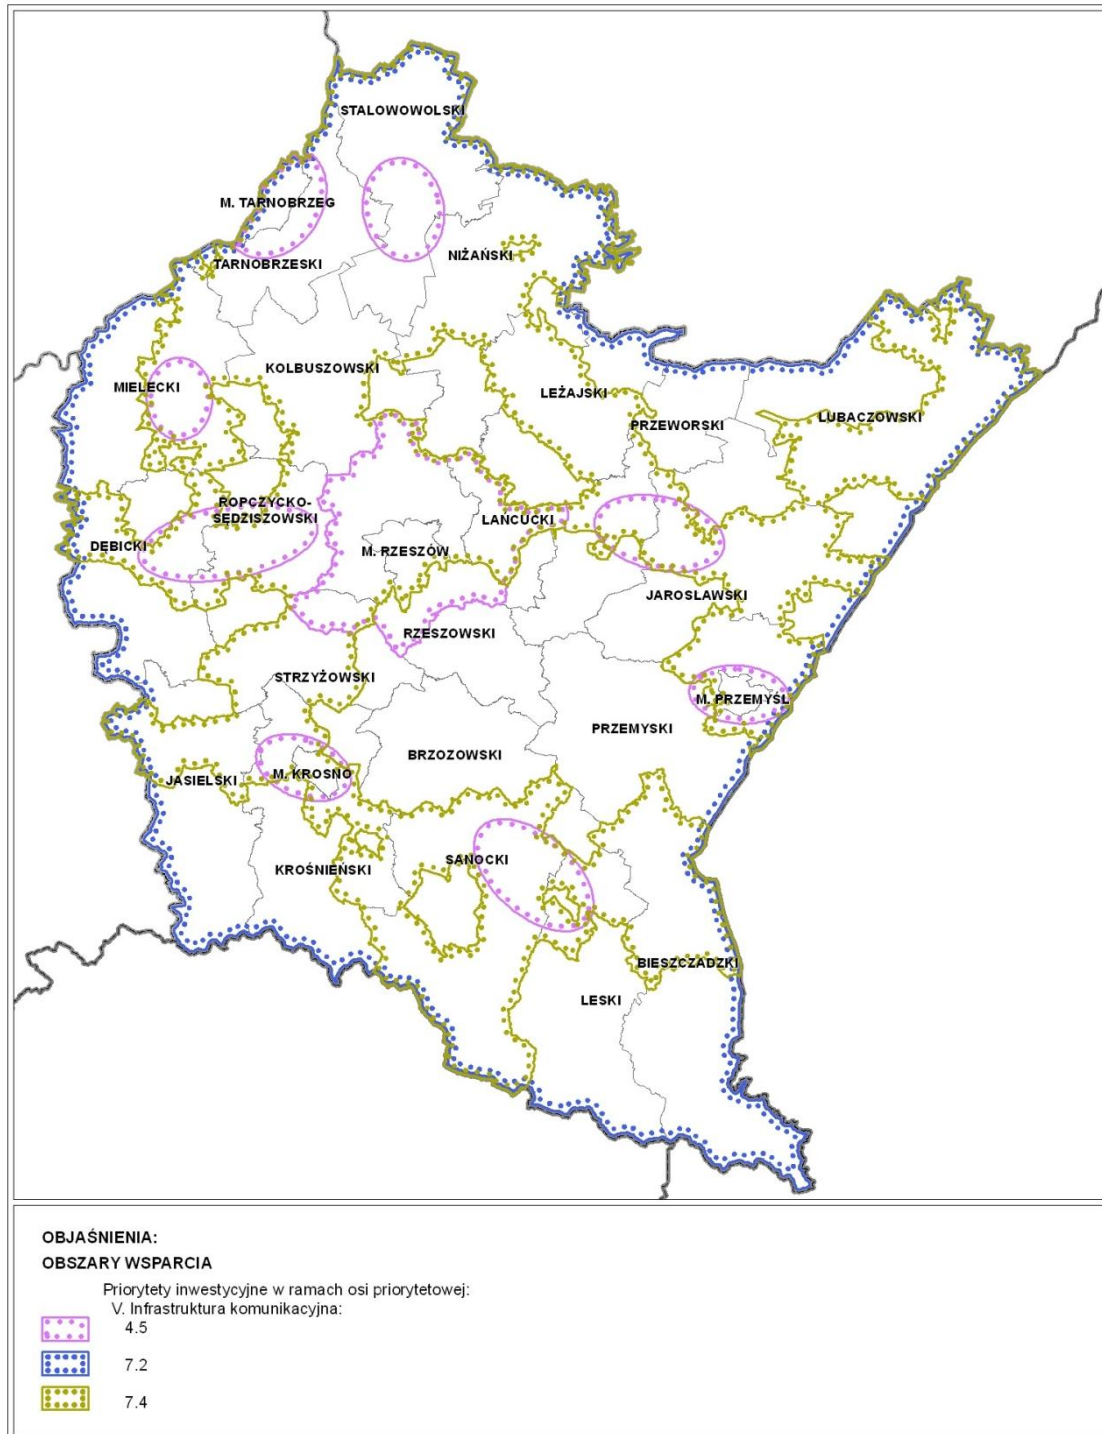 STALOWOWOLSKI
M. TARNOBRZEG
NIŻAŃSKI
TARNOBRZESKI
KOLBUSZOWSKI
MIELECKI
LEŻAJSKI
LUBACZOWSKI
PRZEWORSKI
ROPCZYCKO-
SĘDZISZOWSKI
ŁAŃCUCKI
DĘBICKI
M. RZESZÓW
JAROSŁAWSKI
RZESZOWSKI
STRZYŻOWSKI
M. PRZEMYŚL
PRZEMYSKI
BRZOZOWSKI
M. KROSNO
JASIELSKI
SANOCKI
KROŚNIEŃSKI
BIESZCZADZKI
LESKI
OBJAŚNIENIA:
OBSZARY WSPARCIA
Priorytety inwestycyjne w ramach osi priorytetowej:
V. Infrastruktura komunikacyjna:
4.5
7.2
7.4